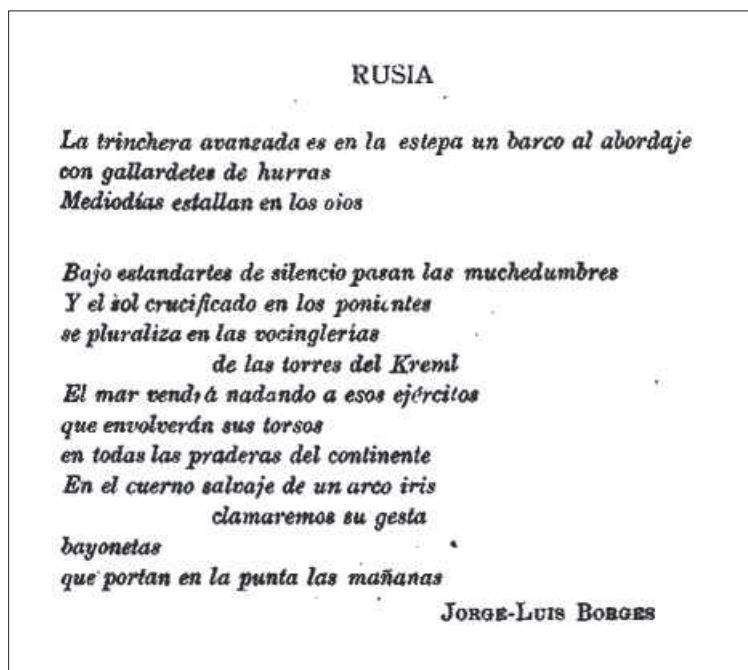 RUSIA
La trinchera avanzada es en la estepa un barco al abordaje
con gallardetes de hurras
Mediodías estallan en los ojos
Bajo estandartes de silencio pasan las muchedumbres
Y el sol crucificado en los ponientes
se pluraliza en las vocinglerías
de las torres del Kreml
El mar vendrá nadando a esos ejércitos
que envolverán sus torsos
en todas las praderas del continente
En el cuerno salvaje de un arco iris
clamaremos su gesta
bayonetas
que portan en la punta las mañanas
JORGE-LUIS BORGES